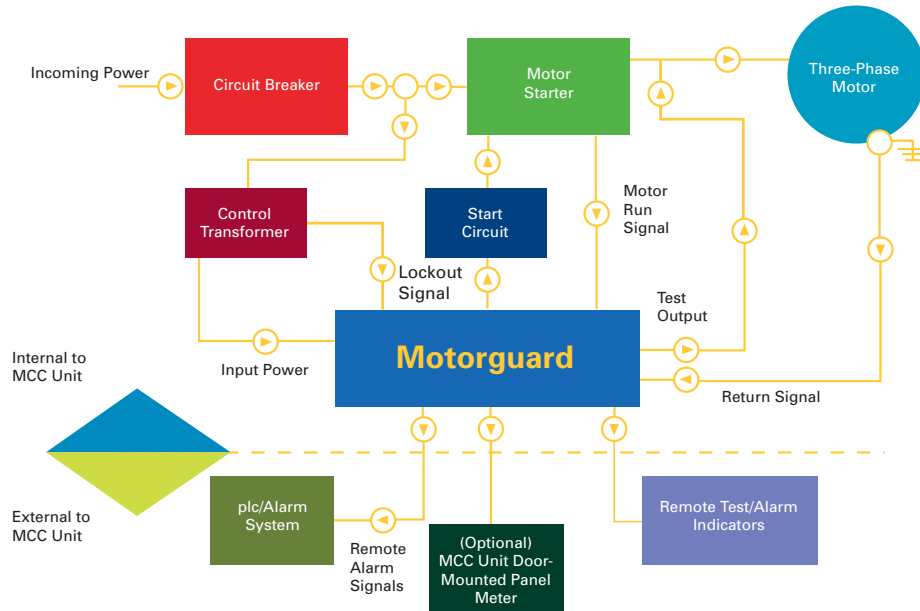 Incoming Power
Circuit Breaker
Motor
Starter
Three-Phase
Motor
Control
Transformer
Start
Circuit
Motor
Run
Signal
Lockout
Signal
Test
Output
Motorguard
Input Power
Return Signal
Internal to
MCC Unit
External to
MCC Unit
plc/Alarm
System
Remote
Alarm
Signals
(Optional)
MCC Unit Door-
Mounted Panel
Meter
Remote Test/Alarm
Indicators